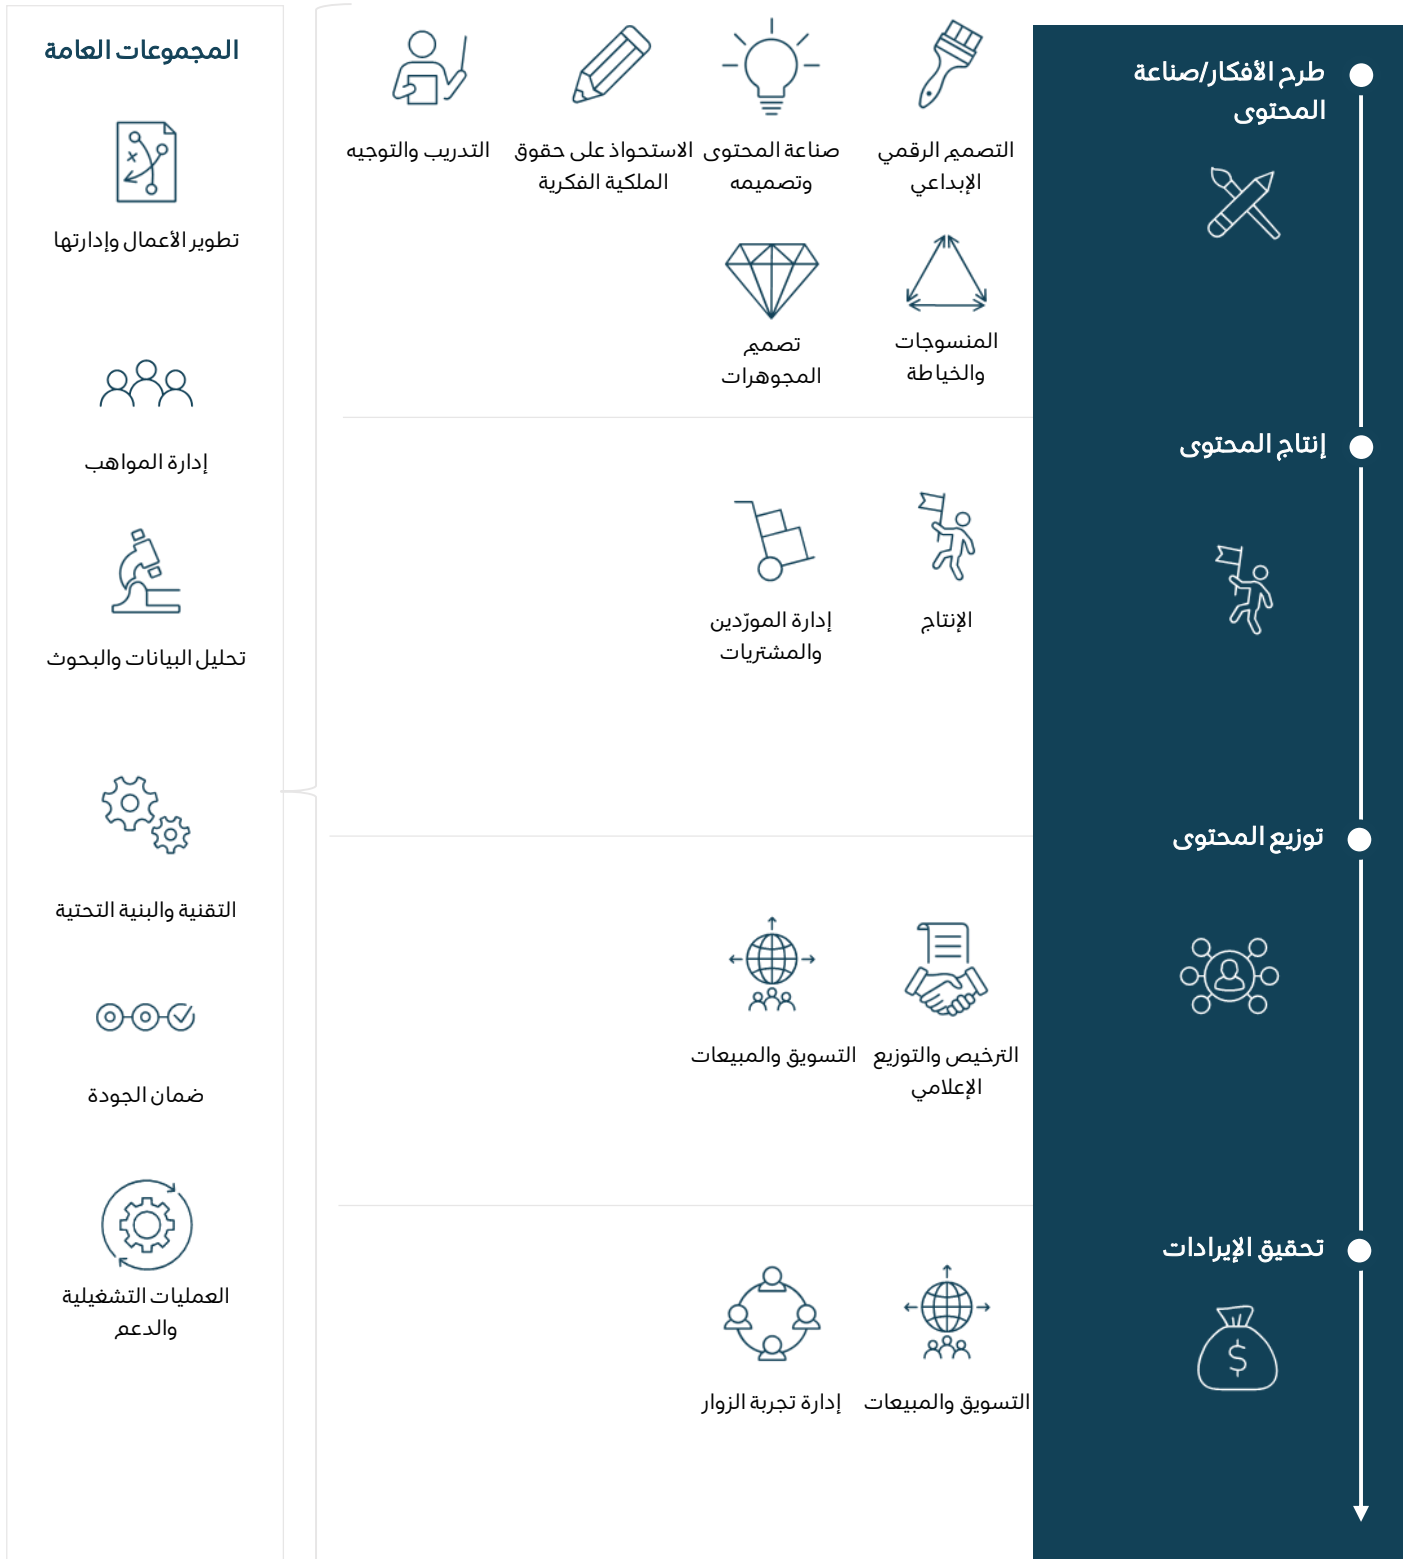 طرح الأفكار/صناعة
المحتوى
التصميم الرقمي
الإبداعي
صناعة المحتوى
وتصميمه
الاستحواذ على حقوق
الملكية الفكرية
التدريب والتوجيه
المنسوجات
والخياطة
تصميم
المجوهرات
إنتاج المحتوى
الإنتاج
إدارة المورّدين
والمشتريات
توزيع المحتوى
الترخيص والتوزيع
الإعلامي
التسويق والمبيعات
تحقيق الإيرادات
$
التسويق والمبيعات
إدارة تجربة الزوار
المجموعات العامة
تطوير الأعمال وإدارتها
إدارة المواهب
تحليل البيانات والبحوث
التقنية والبنية التحتية
ضمان الجودة
العمليات التشغيلية
والدعم